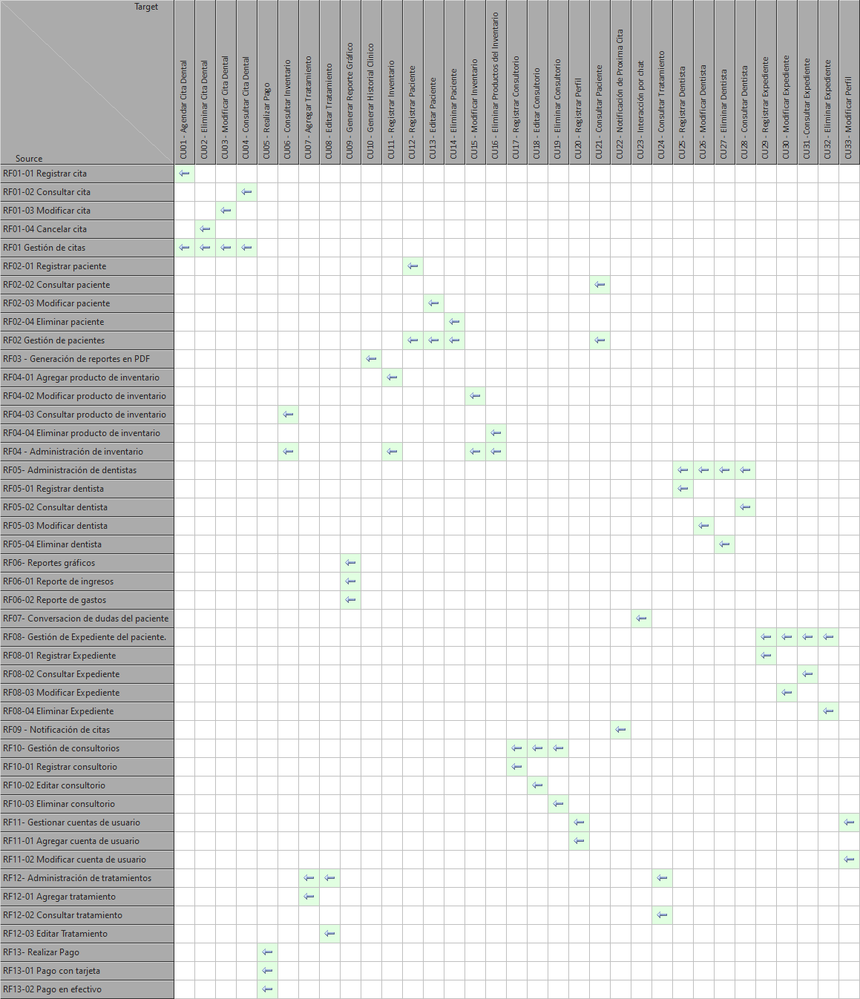 Target
Source
CU01 - Agendar Cita Dental
CU02 - Eliminar Cita Dental
CU03 - Modificar Cita Dental
CU04 - Consultar Cita Dental
CU05 - Realizar Pago
CU06 - Consultar Inventario
CU07 - Agregar Tratamiento
CU08 - Editar Tratamiento
CU09 - Generar Reporte Gráfico
CU10 - Generar Historial Clinico
CU11 - Registrar Inventario
CU12 - Registrar Paciente
CU13 - Editar Paciente
CU14 - Eliminar Paciente
CU15 - Modificar Inventario
CU16 - Eliminar Productos del Inventario
CU17 - Registrar Consultorio
CU18 - Editar Consultorio
CU19 - Eliminar Consultorio
CU20 - Registrar Perfil
CU21 - Consultar Paciente
CU22 - Notificación de Proxima Cita
CU23 - Interacción por chat
CU24 - Consultar Tratamiento
CU25 - Registrar Dentista
CU26 - Modificar Dentista
CU27 - Eliminar Dentista
CU28 - Consultar Dentista
CU29 - Registrar Expediente
CU30 - Modificar Expediente
CU31 - Consultar Expediente
CU32 - Eliminar Expediente
CU33 - Modificar Perfil
RF01-01 Registrar cita
RF01-02 Consultar cita
RF01-03 Modificar cita
RF01-04 Cancelar cita
RF01 Gestión de citas
RF02-01 Registrar paciente
RF02-02 Consultar paciente
RF02-03 Modificar paciente
RF02-04 Eliminar paciente
RF02 Gestión de pacientes
RF03 - Generación de reportes en PDF
RF04-01 Agregar producto de inventario
RF04-02 Modificar producto de inventario
RF04-03 Consultar producto de inventario
RF04-04 Eliminar producto de inventario
RF04 - Administración de inventario
RF05- Administración de dentistas
RF05-01 Registrar dentista
RF05-02 Consultar dentista
RF05-03 Modificar dentista
RF05-04 Eliminar dentista
RF06- Reportes gráficos
RF06-01 Reporte de ingresos
RF06-02 Reporte de gastos
RF07- Conversacion de dudas del paciente
RF08- Gestión de Expediente del paciente.
RF08-01 Registrar Expediente
RF08-02 Consultar Expediente
RF08-03 Modificar Expediente
RF08-04 Eliminar Expediente
RF09 - Notificación de citas
RF10- Gestión de consultorios
RF10-01 Registrar consultorio
RF10-02 Editar consultorio
RF10-03 Eliminar consultorio
RF11- Gestionar cuentas de usuario
RF11-01 Agregar cuenta de usuario
RF11-02 Modificar cuenta de usuario
RF12- Administración de tratamientos
RF12-01 Agregar tratamiento
RF12-02 Consultar tratamiento
RF12-03 Editar Tratamiento
RF13- Realizar Pago
RF13-01 Pago con tarjeta
RF13-02 Pago en efectivo